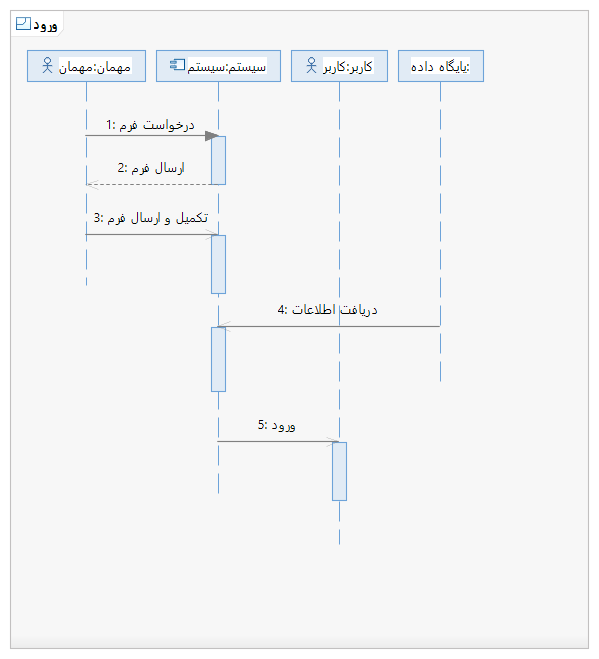 ورود
مهمان:مهمان
سیستم:سیستم
کاربر:کاربر
پایگاه داده:
1: درخواست فرم
2: ارسال فرم
3: تکمیل و ارسال فرم
4: دریافت اطلاعات
5: ورود